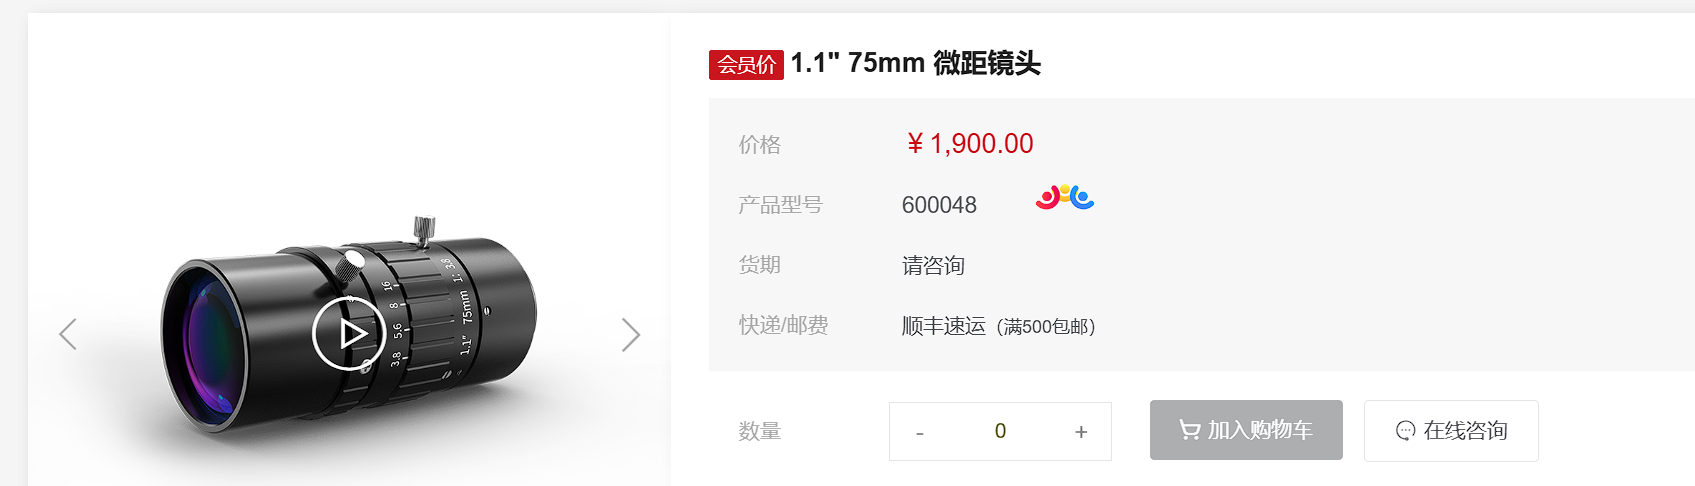 会员价 1.1" 75mm 微距镜头
价格 ￥1,900.00
产品型号 600048
货期 请咨询
快递/邮费 顺丰速运（满500包邮）
数量 - 0 + 加入购物车 在线咨询
16
8
5.6
3.8
1.1" 75mm 1: 3.8